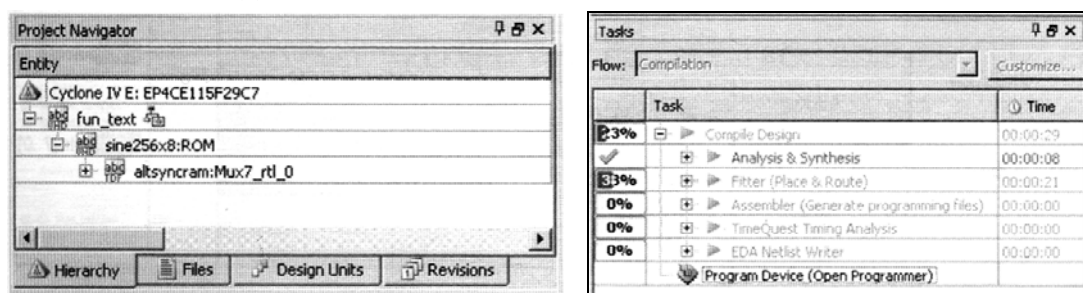 Project Navigator
Entity
Cyclone IV E: EP4CE115F29C7
fun_text
sine256x8:ROM
altsyncram:Mux7_rtl_0
Hierarchy Files Design Units Revisions
Tasks
Flow: Compilation Customize...
Task Time
23% Compile Design 00:00:29
Analysis & Synthesis 00:00:08
33% Fitter (Place & Route) 00:00:21
0% Assembler (Generate programming files) 00:00:00
0% TimeQuest Timing Analysis 00:00:00
0% EDA Netlist Writer 00:00:00
Program Device (Open Programmer)